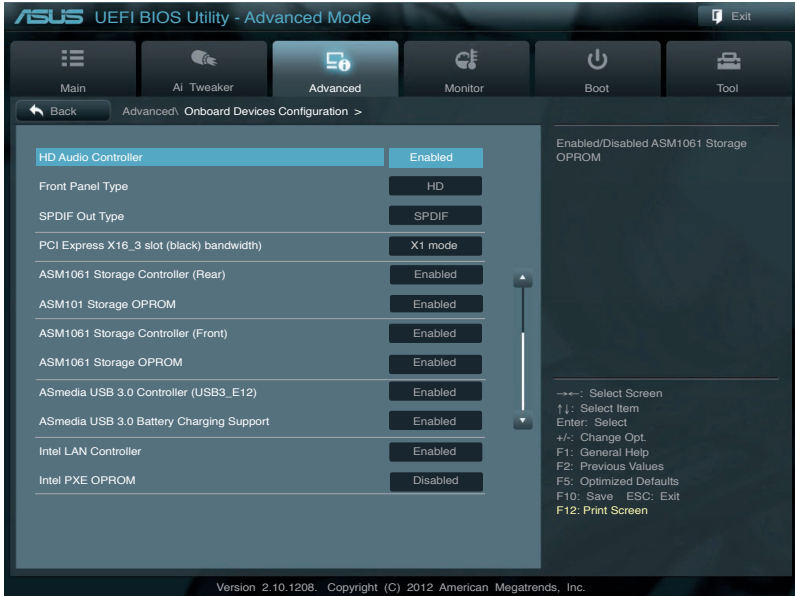 ASUS UEFI BIOS Utility - Advanced Mode
Exit
Main
Ai Tweaker
Advanced
Monitor
Boot
Tool
Back
Advanced\ Onboard Devices Configuration >
HD Audio Controller Enabled
Front Panel Type HD
SPDIF Out Type SPDIF
PCI Express X16_3 slot (black) bandwidth) X1 mode
ASM1061 Storage Controller (Rear) Enabled
ASM101 Storage OPROM Enabled
ASM1061 Storage Controller (Front) Enabled
ASM1061 Storage OPROM Enabled
ASmedia USB 3.0 Controller (USB3_E12) Enabled
ASmedia USB 3.0 Battery Charging Support Enabled
Intel LAN Controller Enabled
Intel PXE OPROM Disabled
Enabled/Disabled ASM1061 Storage
OPROM
→←: Select Screen
↑↓: Select Item
Enter: Select
+/-: Change Opt.
F1: General Help
F2: Previous Values
F5: Optimized Defaults
F10: Save ESC: Exit
F12: Print Screen
Version 2.10.1208. Copyright (C) 2012 American Megatrends, Inc.